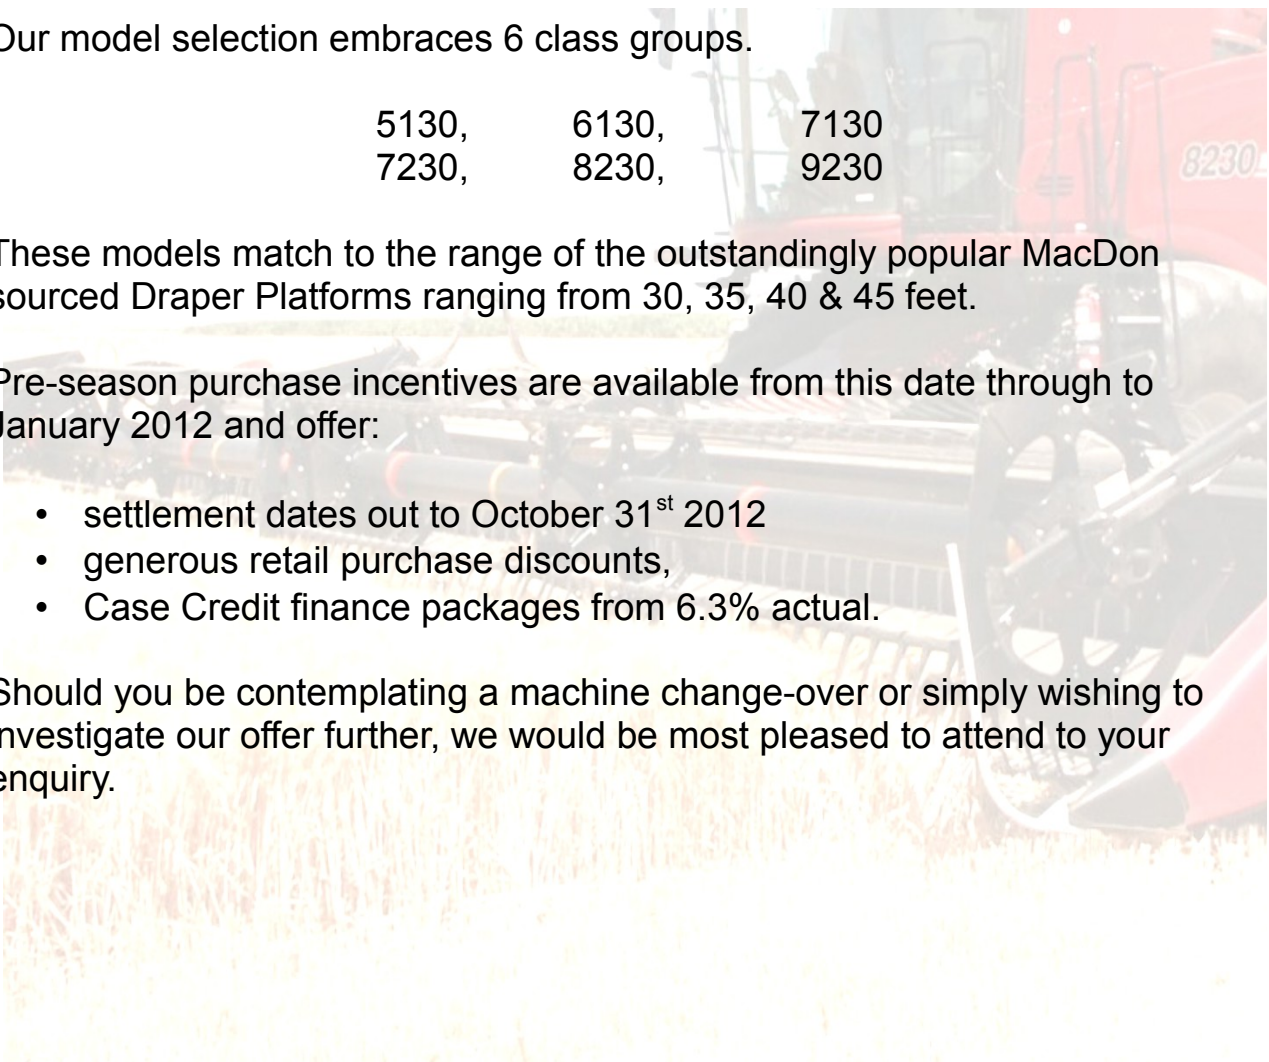 Our model selection embraces 6 class groups.
5130, 6130, 7130
7230, 8230, 9230
8230
These models match to the range of the outstandingly popular MacDon
sourced Draper Platforms ranging from 30, 35, 40 & 45 feet.
Pre-season purchase incentives are available from this date through to
January 2012 and offer:
• settlement dates out to October 31st 2012
• generous retail purchase discounts,
• Case Credit finance packages from 6.3% actual.
Should you be contemplating a machine change-over or simply wishing to
investigate our offer further, we would be most pleased to attend to your
enquiry.